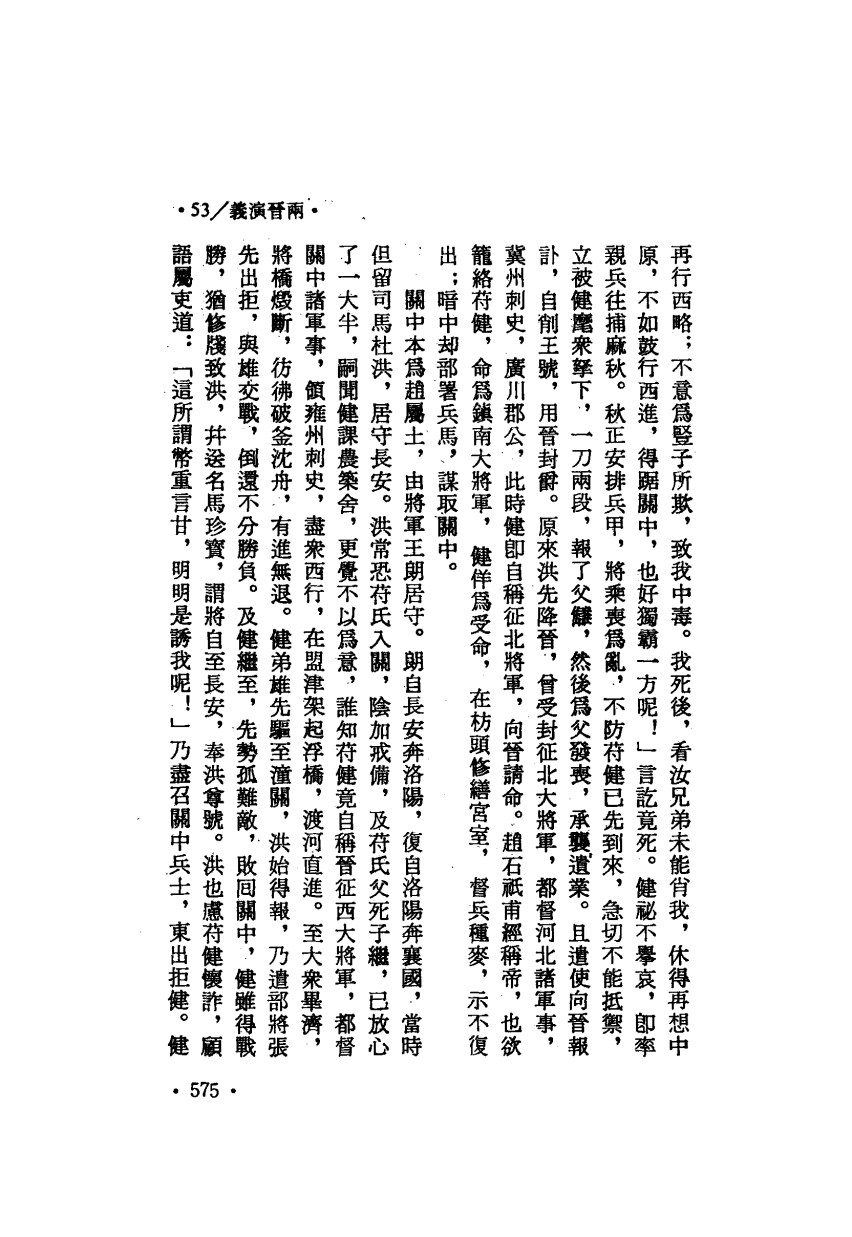 ·53/義演晉兩·
再行西略；不意爲豎子所欺，致我中毒。我死後，看汝兄弟未能肖我，休得再想中
原，不如鼓行西進，得踞關中，也好獨霸一方呢！」言訖竟死。健祕不舉哀，卽率
親兵往捕麻秋。秋正安排兵甲，將乘喪爲亂，不防苻健已先到來，急切不能抵禦，
立被健麾衆拏下，一刀兩段，報了父讎，然後爲父發喪，承襲遺業。且遣使向晉報
訃，自削王號，用晉封爵。原來洪先降晉，曾受封征北大將軍，都督河北諸軍事，
冀州刺史，廣川郡公，此時健卽自稱征北將軍，向晉請命。趙石祇甫經稱帝，也欲
籠絡苻健，命爲鎭南大將軍，健佯爲受命，在枋頭修繕宮室，督兵種麥，示不復
出；暗中却部署兵馬，謀取關中。
關中本爲趙屬土，由將軍王朗居守。朗自長安奔洛陽，復自洛陽奔襄國，當時
但留司馬杜洪，居守長安。洪常恐苻氏入關，陰加戒備，及苻氏父死子繼，已放心
了一大半，嗣聞健課農築舍，更覺不以爲意，誰知苻健竟自稱晉征西大將軍，都督
關中諸軍事，領雍州刺史，盡衆西行，在盟津架起浮橋，渡河直進。至大衆畢濟，
將橋燬斷，彷彿破釜沈舟，有進無退。健弟雄先驅至潼關，洪始得報，乃遣部將張
先出拒，與雄交戰，倒還不分勝負。及健繼至，先勢孤難敵，敗回關中，健雖得戰
勝，猶修牋致洪，幷送名馬珍寶，謂將自至長安，奉洪尊號。洪也慮苻健懷詐，顧
語屬吏道：「這所謂幣重言甘，明明是誘我呢！」乃盡召關中兵士，東出拒健。健
·575·